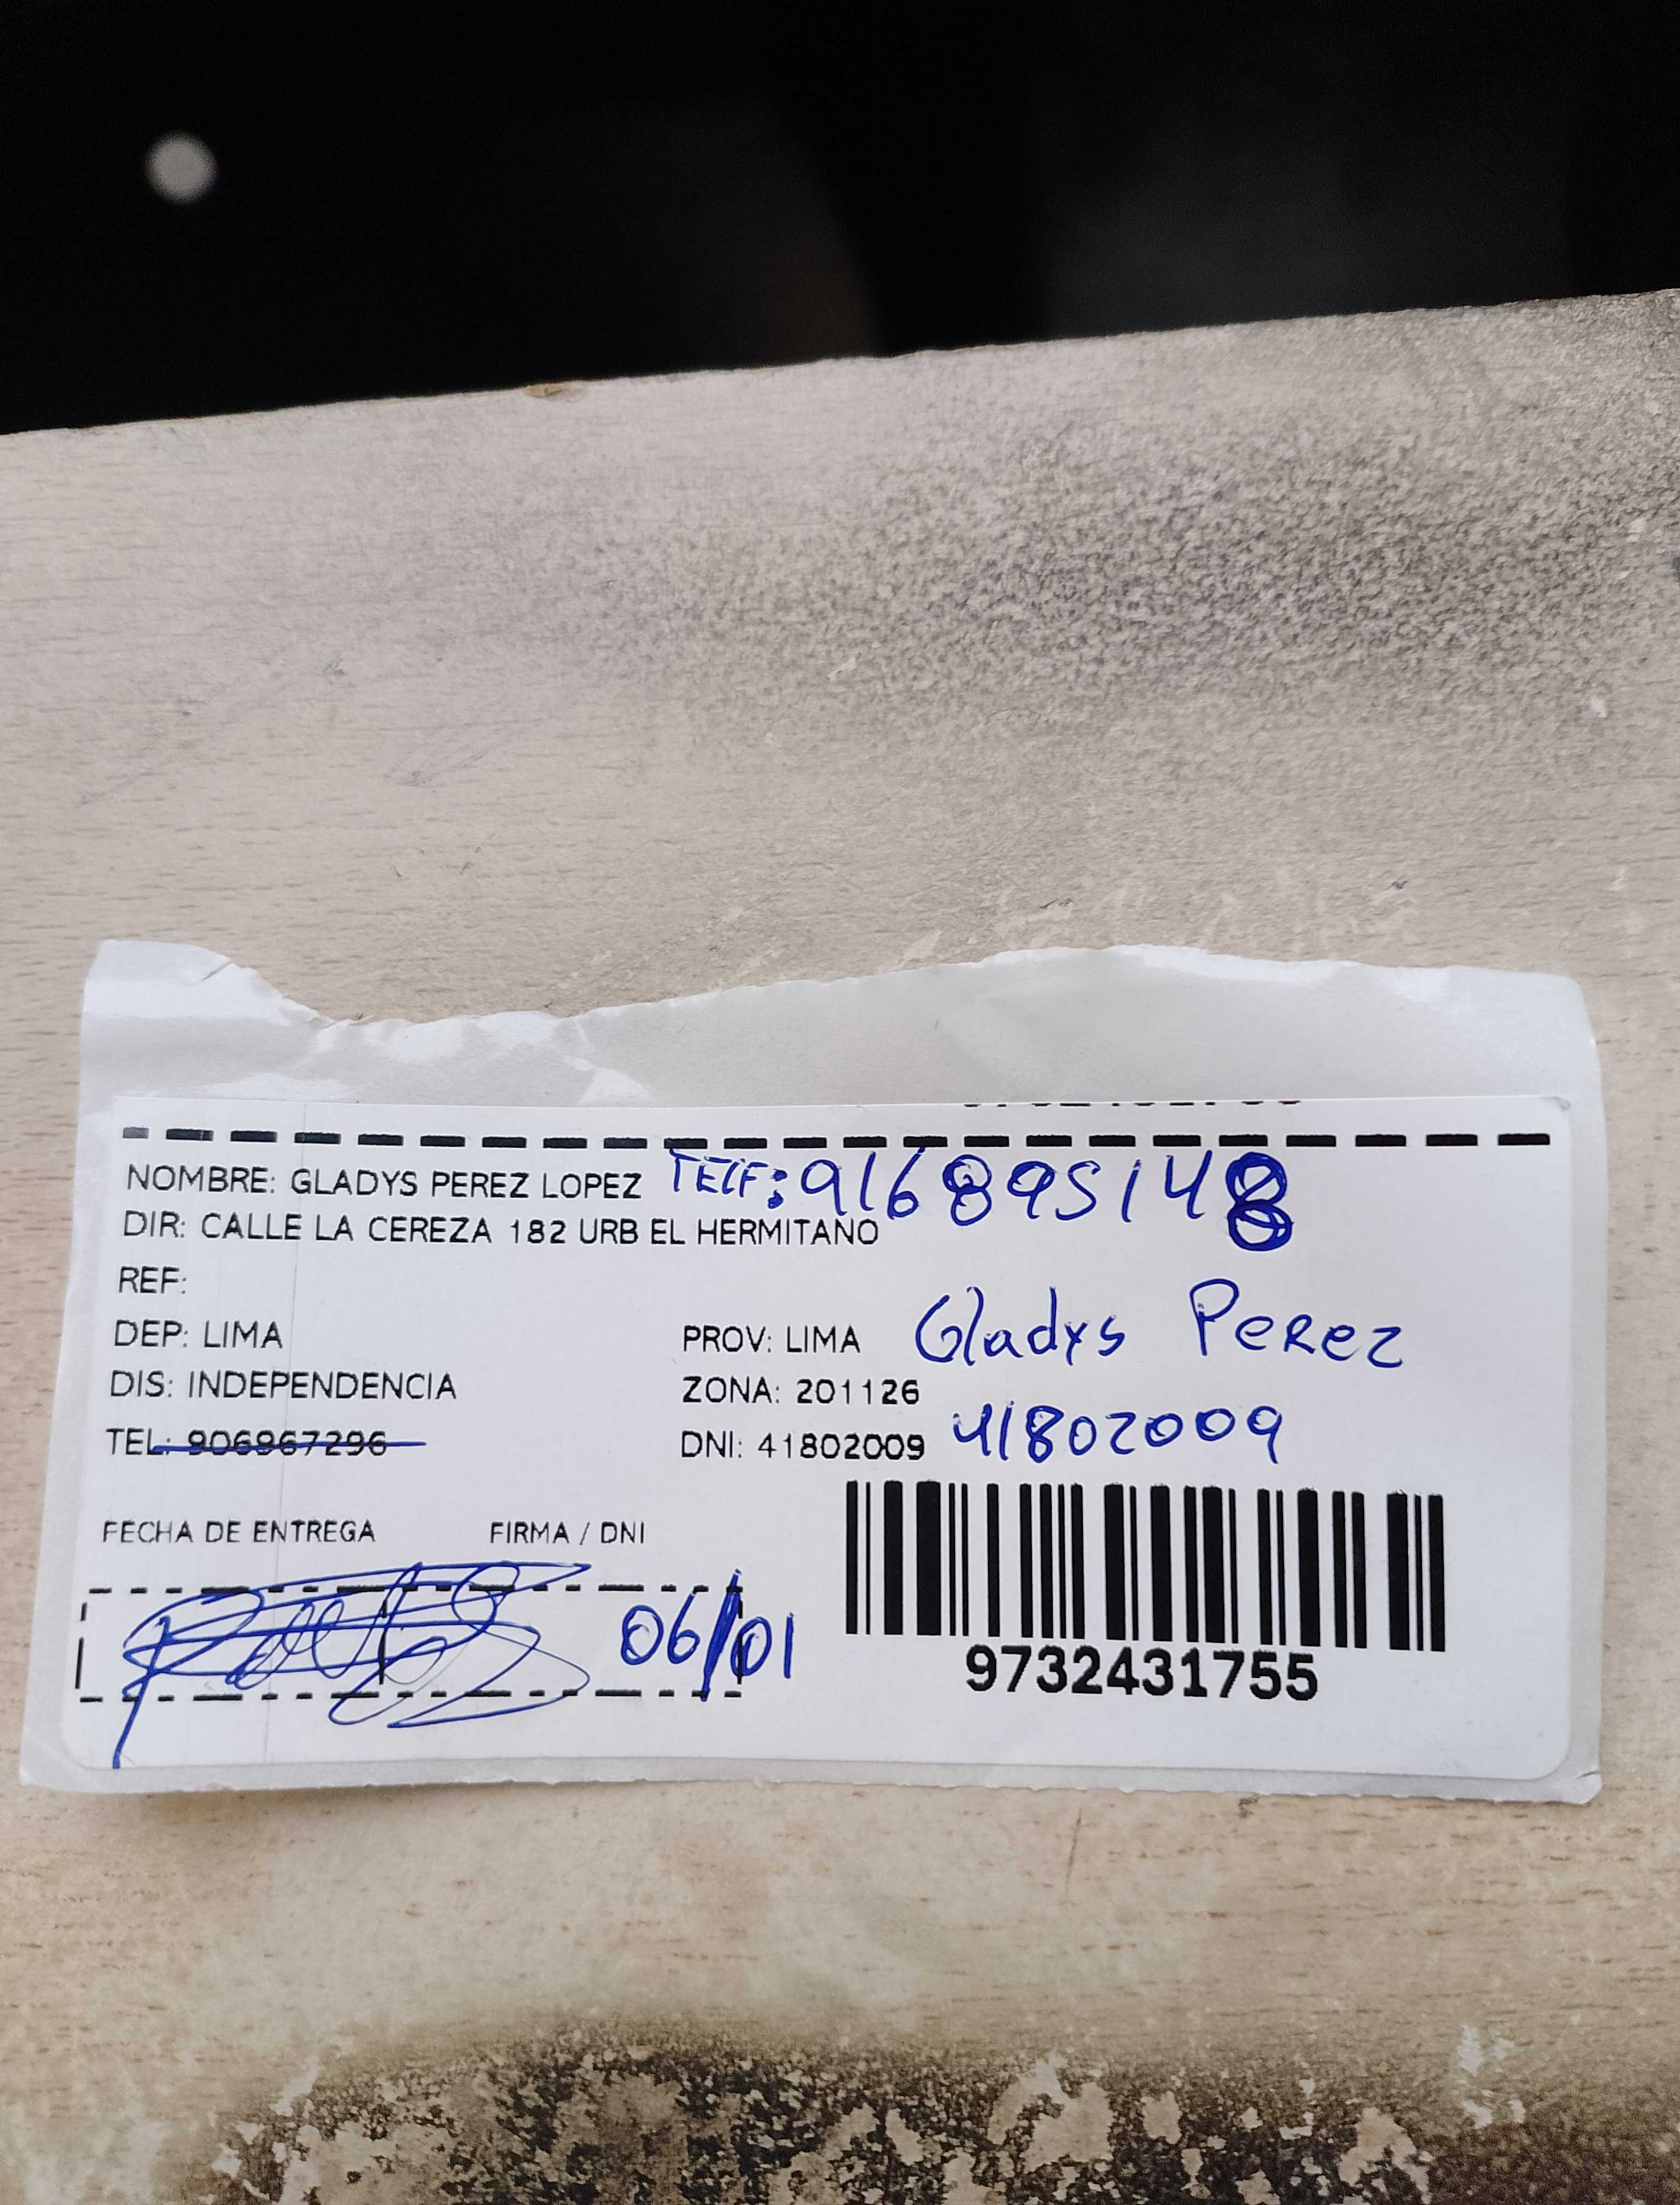 NOMBRE: GLADYS PEREZ LOPEZ TELF: 916895148
DIR: CALLE LA CEREZA 182 URB EL HERMITANO
REF:
DEP: LIMA PROV: LIMA Gladys Perez
DIS: INDEPENDENCIA ZONA: 201126
TEL: 906967296 DNI: 41802009 41802009
FECHA DE ENTREGA FIRMA / DNI
06/01
9732431755